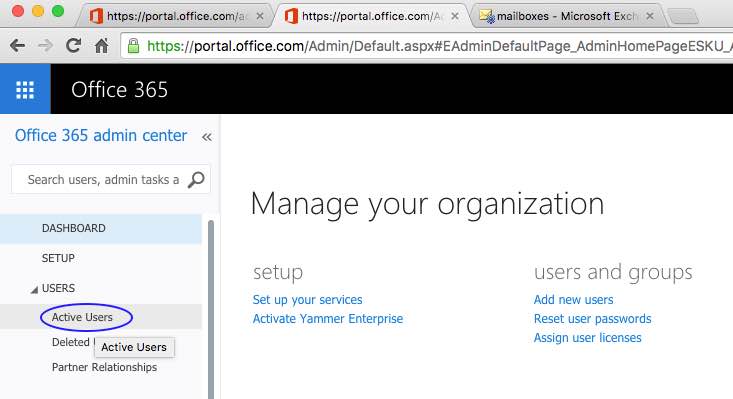 https://portal.office.com/ac
https://portal.office.com/A
mailboxes - Microsoft Exch
https://portal.office.com/Admin/Default.aspx#EAdminDefaultPage_AdminHomePageESKU_A
Office 365
Office 365 admin center «
Search users, admin tasks a
Manage your organization
DASHBOARD
SETUP
USERS
Active Users
Deleted
Active Users
Partner Relationships
setup
Set up your services
Activate Yammer Enterprise
users and groups
Add new users
Reset user passwords
Assign user licenses